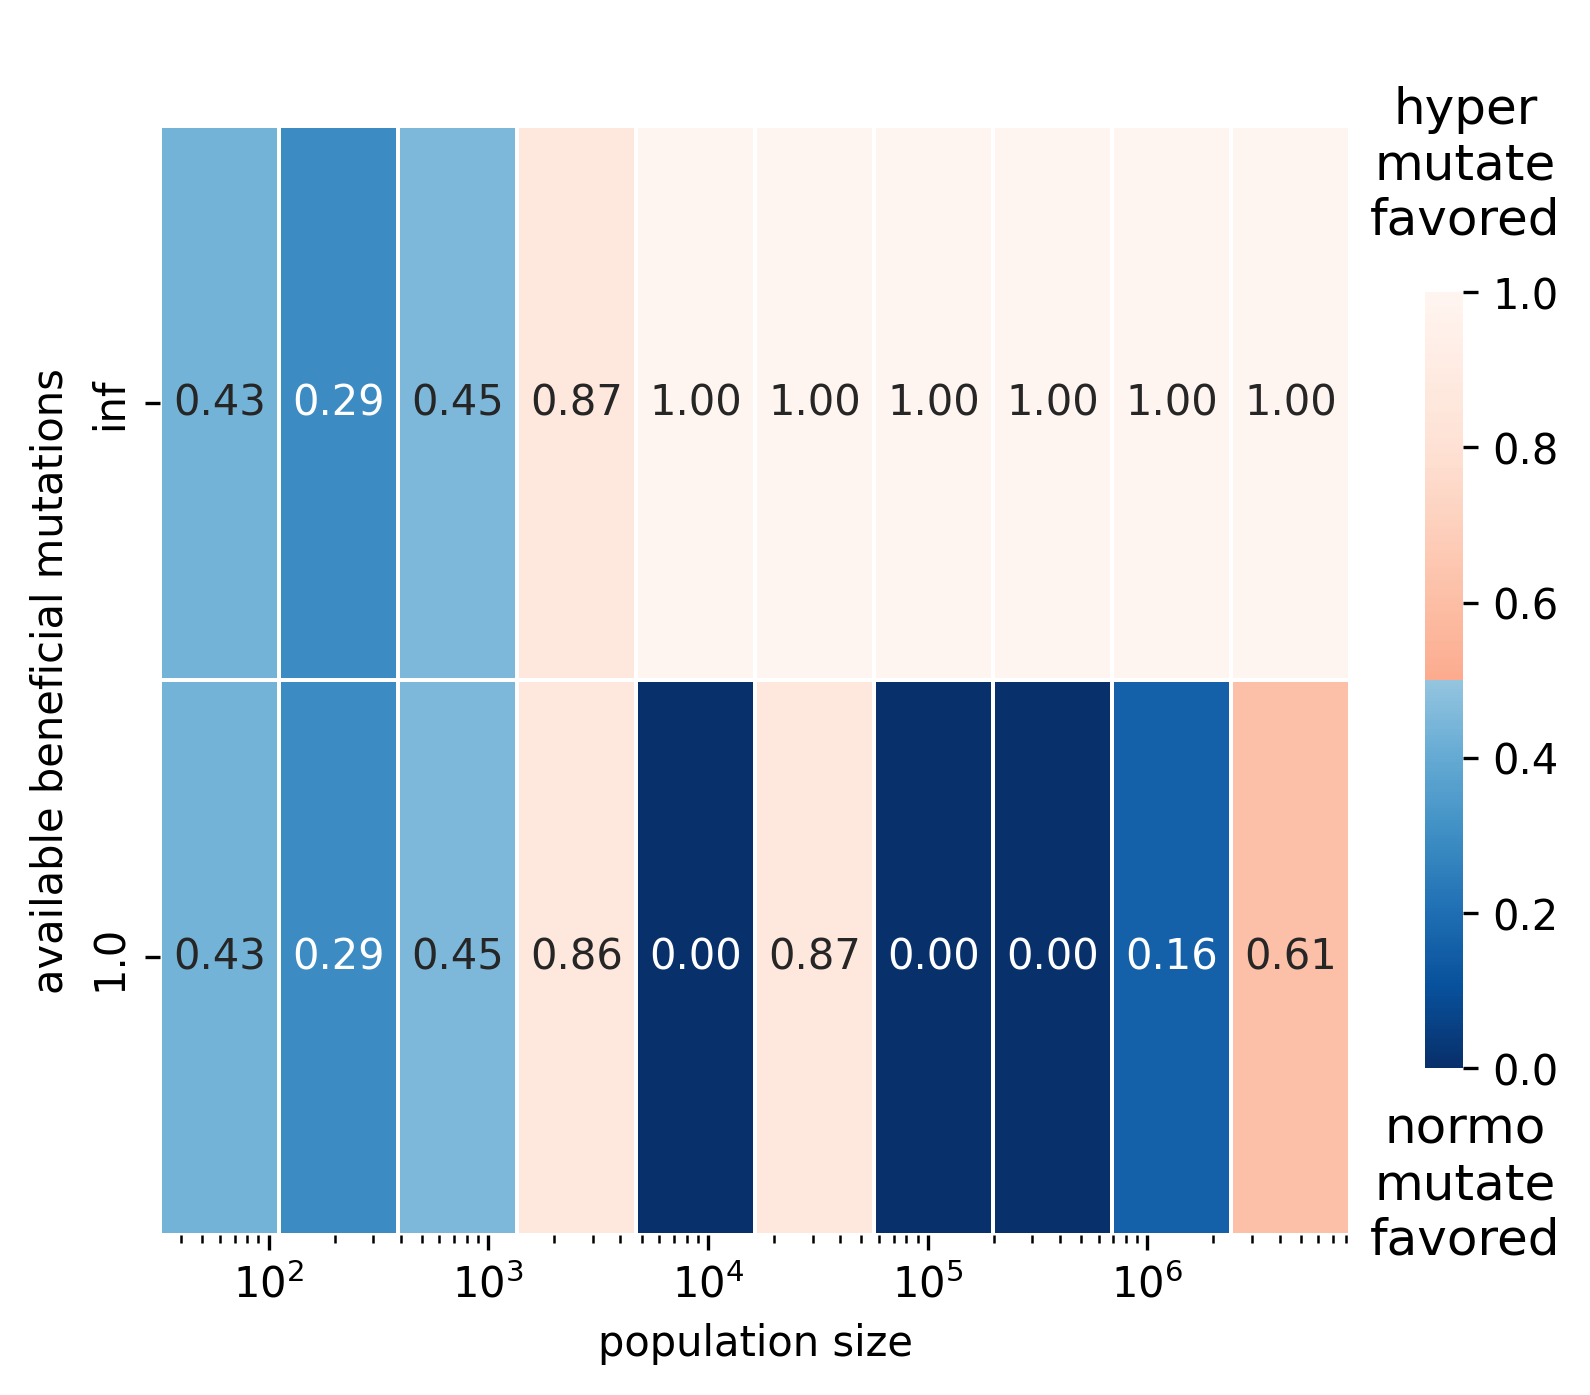 hyper
mutate
favored
available beneficial mutations
inf
0.43 0.29 0.45 0.87 1.00 1.00 1.00 1.00 1.00 1.00
1.0
0.43 0.29 0.45 0.86 0.00 0.87 0.00 0.00 0.16 0.61
10² 10³ 10⁴ 10⁵ 10⁶
population size
1.0
0.8
0.6
0.4
0.2
0.0
normo
mutate
favored